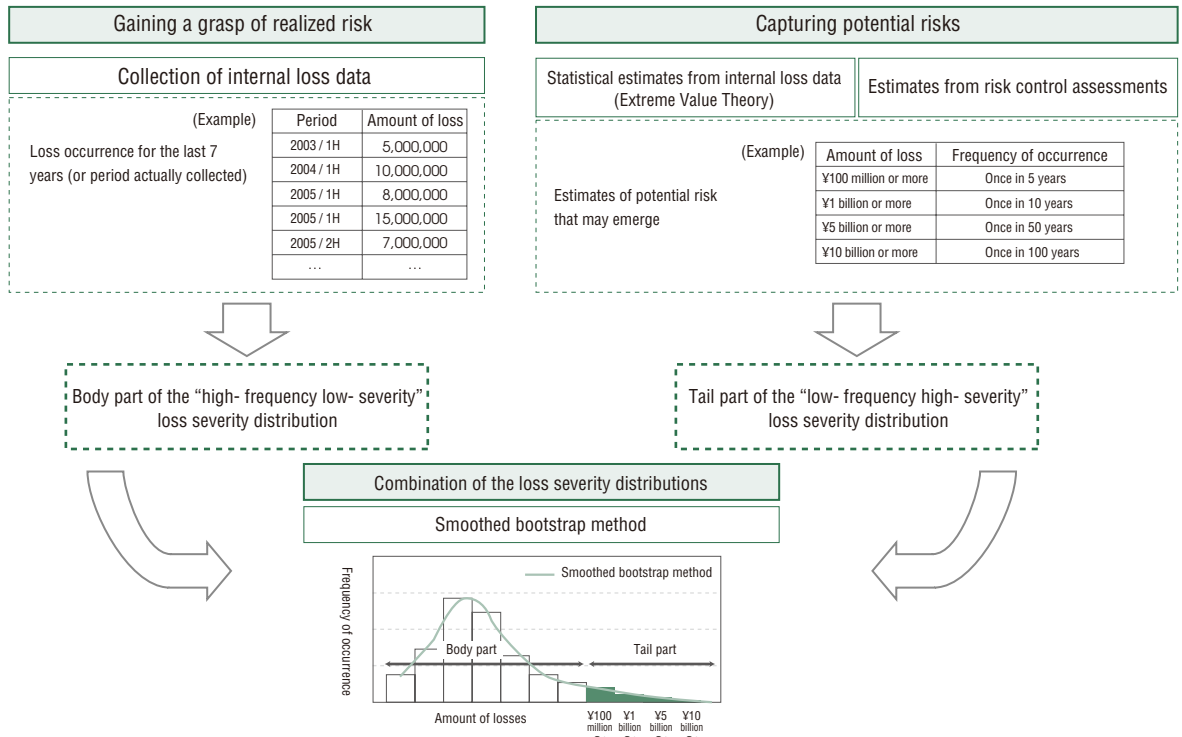 Gaining a grasp of realized risk
Collection of internal loss data
(Example)
Loss occurrence for the last 7
years (or period actually collected)
Period Amount of loss
2003 / 1H 5,000,000
2004 / 1H 10,000,000
2005 / 1H 8,000,000
2005 / 1H 15,000,000
2005 / 2H 7,000,000
… …
Capturing potential risks
Statistical estimates from internal loss data
(Extreme Value Theory)
Estimates from risk control assessments
(Example)
Estimates of potential risk
that may emerge
Amount of loss Frequency of occurrence
¥100 million or more Once in 5 years
¥1 billion or more Once in 10 years
¥5 billion or more Once in 50 years
¥10 billion or more Once in 100 years
Body part of the “high- frequency low- severity”
loss severity distribution
Tail part of the “low- frequency high- severity”
loss severity distribution
Combination of the loss severity distributions
Smoothed bootstrap method
Frequency of occurrence
Smoothed bootstrap method
Body part
Tail part
Amount of losses
¥100 ¥1 ¥5 ¥10
million billion billion billion